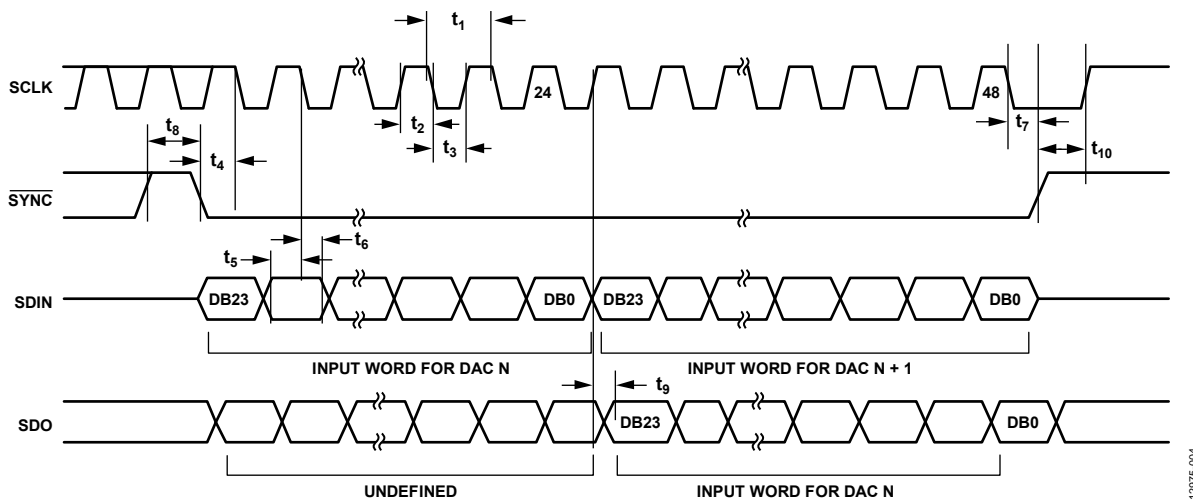 t1
SCLK
24
48
t2
t3
t7
t8
t4
t10
SYNC
t5
t6
SDIN
DB23
DB0
DB23
DB0
INPUT WORD FOR DAC N
INPUT WORD FOR DAC N + 1
t9
SDO
DB23
DB0
UNDEFINED
INPUT WORD FOR DAC N